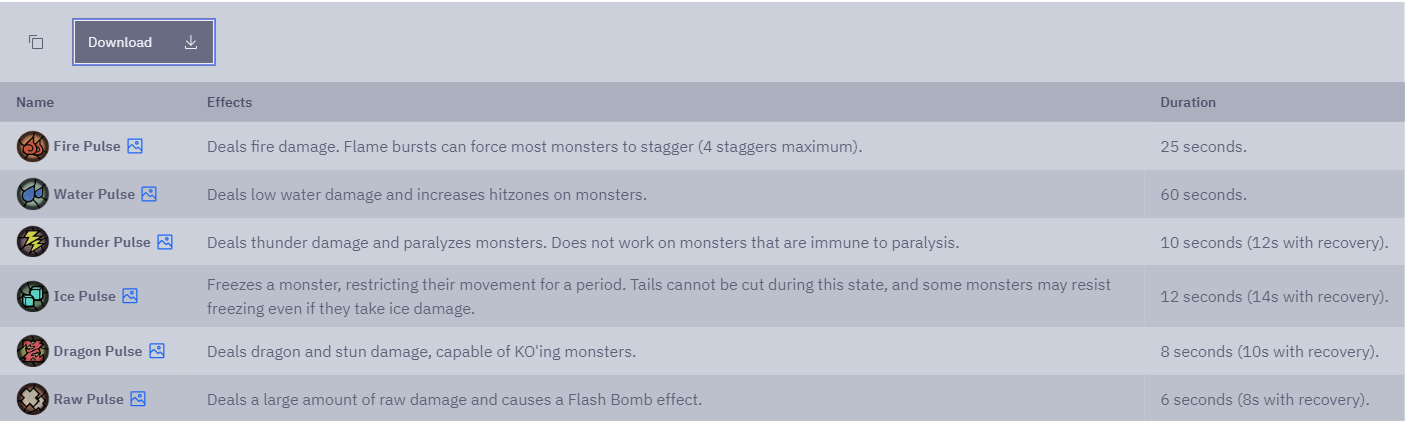 Download
Name Effects Duration
Fire Pulse Deals fire damage. Flame bursts can force most monsters to stagger (4 staggers maximum). 25 seconds.
Water Pulse Deals low water damage and increases hitzones on monsters. 60 seconds.
Thunder Pulse Deals thunder damage and paralyzes monsters. Does not work on monsters that are immune to paralysis. 10 seconds (12s with recovery).
Ice Pulse Freezes a monster, restricting their movement for a period. Tails cannot be cut during this state, and some monsters may resist
freezing even if they take ice damage. 12 seconds (14s with recovery).
Dragon Pulse Deals dragon and stun damage, capable of KO'ing monsters. 8 seconds (10s with recovery).
Raw Pulse Deals a large amount of raw damage and causes a Flash Bomb effect. 6 seconds (8s with recovery).